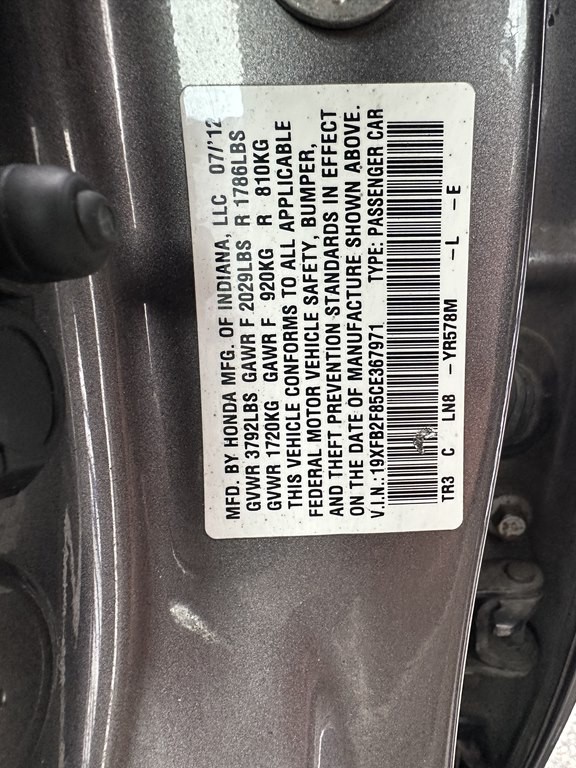 MFD. BY HONDA MFG. OF INDIANA, LLC 07/'12
GVWR 3792LBS GAWR F 2029LBS R 1786LBS
GVWR 1720KG GAWR F 920KG R 810KG
THIS VEHICLE CONFORMS TO ALL APPLICABLE
FEDERAL MOTOR VEHICLE SAFETY, BUMPER,
AND THEFT PREVENTION STANDARDS IN EFFECT
ON THE DATE OF MANUFACTURE SHOWN ABOVE.
V.I.N.:19XFB2F85CE367971 TYPE: PASSENGER CAR
TR3 C LN8 -YR578M -L -E